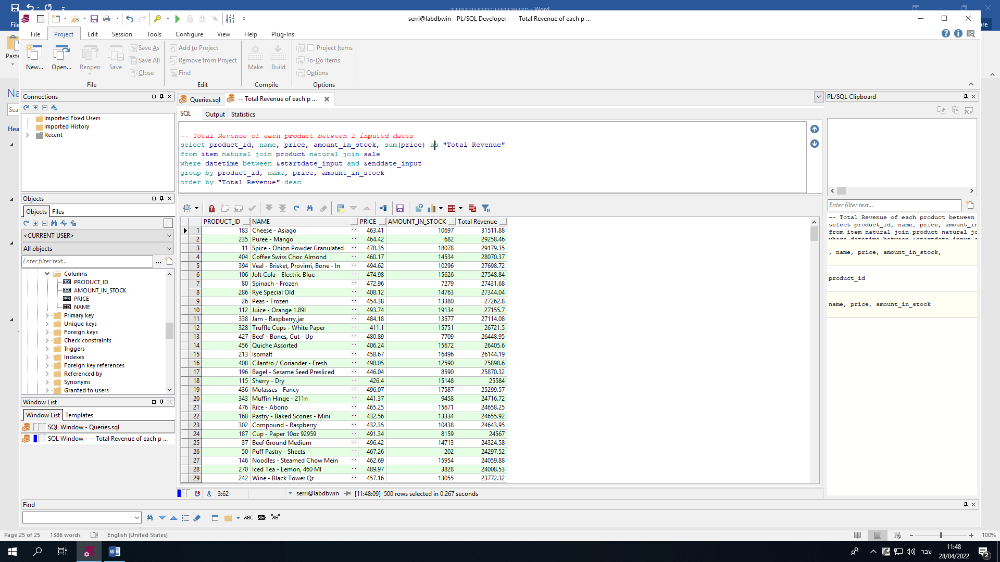 מיני פרויקט בבסיסי נתונים גיר - Word
serri@labdbwin - PL/SQL Developer - -- Total Revenue of each p ...
File Project Edit Session Tools Configure View Help Plug-Ins
New... Open... Reopen Save
Save As
Save All
Close
Add to Project
Remove from Project
Find
Make Build
Project Items
To-Do Items
Options
File Edit Compile Options
Paste
Connections
Imported Fixed Users
Imported History
Recent
Objects
Objects Files
<CURRENT USER>
All objects
Enter filter text...
Columns
PRODUCT_ID
AMOUNT_IN_STOCK
PRICE
NAME
Primary key
Unique keys
Foreign keys
Check constraints
Triggers
Indexes
Foreign key references
Referenced by
Synonyms
Granted to users
Window List
Window List Templates
SQL Window - Queries.sql
SQL Window - -- Total Revenue of each p ...
Queries.sql -- Total Revenue of each p ...
SQL Output Statistics
-- Total Revenue of each product between 2 inputed dates
select product_id, name, price, amount_in_stock, sum(price) as "Total Revenue"
from item natural join product natural join sale
where datetime between &startdate_input and &enddate_input
group by product_id, name, price, amount_in_stock
order by "Total Revenue" desc
PRODUCT_ID NAME PRICE AMOUNT_IN_STOCK Total Revenue
1 183 Cheese - Asiago 463.41 10697 31511.88
2 235 Puree - Mango 464.42 682 29258.46
3 11 Spice - Onion Powder Granulated 478.35 18078 29179.35
4 404 Coffee Swiss Choc Almond 460.17 14534 28070.37
5 394 Veal - Brisket, Provimi, Bone - In 494.62 10296 27698.72
6 106 Jolt Cola - Electric Blue 474.98 15626 27548.84
7 80 Spinach - Frozen 472.96 7279 27431.68
8 286 Rye Special Old 408.12 14763 27344.04
9 26 Peas - Frozen 454.38 13380 27262.8
10 112 Juice - Orange 1.89l 493.74 19134 27155.7
11 338 Jam - Raspberry,jar 484.18 13577 27114.08
12 328 Truffle Cups - White Paper 411.1 15751 26721.5
13 427 Beef - Bones, Cut - Up 480.89 7709 26448.95
14 456 Quiche Assorted 406.24 15672 26405.6
15 213 Isomalt 458.67 16496 26144.19
16 408 Cilantro / Coriander - Fresh 498.05 12590 25898.6
17 196 Bagel - Sesame Seed Presliced 446.04 8590 25870.32
18 115 Sherry - Dry 426.4 15148 25584
19 436 Molasses - Fancy 496.07 17587 25299.57
20 343 Muffin Hinge - 211n 441.37 9458 24716.72
21 476 Rice - Aborio 465.25 15671 24658.25
22 168 Pastry - Baked Scones - Mini 432.56 13334 24655.92
23 302 Compound - Raspberry 432.35 10438 24643.95
24 187 Cup - Paper 10oz 92959 491.34 8159 24567
25 37 Beef Ground Medium 496.42 14713 24324.58
26 50 Puff Pastry - Sheets 467.26 202 24297.52
27 146 Noodles - Steamed Chow Mein 462.69 15954 24059.88
28 270 Iced Tea - Lemon, 460 Ml 489.97 3828 24008.53
29 242 Wine - Black Tower Qr 457.16 13055 23772.32
& 3:62 serri@labdbwin [11:48:09] 500 rows selected in 0.267 seconds
PL/SQL Clipboard
Enter filter text...
-- Total Revenue of each product between
select product_id, name, price, amount_in
from item natural join product natural jo
, name, price, amount_in_stock,
product_id
name, price, amount_in_stock
Find
ABC AB "AB"
Page 25 of 25 1386 words English (United States) 100%
עבר 11:48
28/04/2022
2